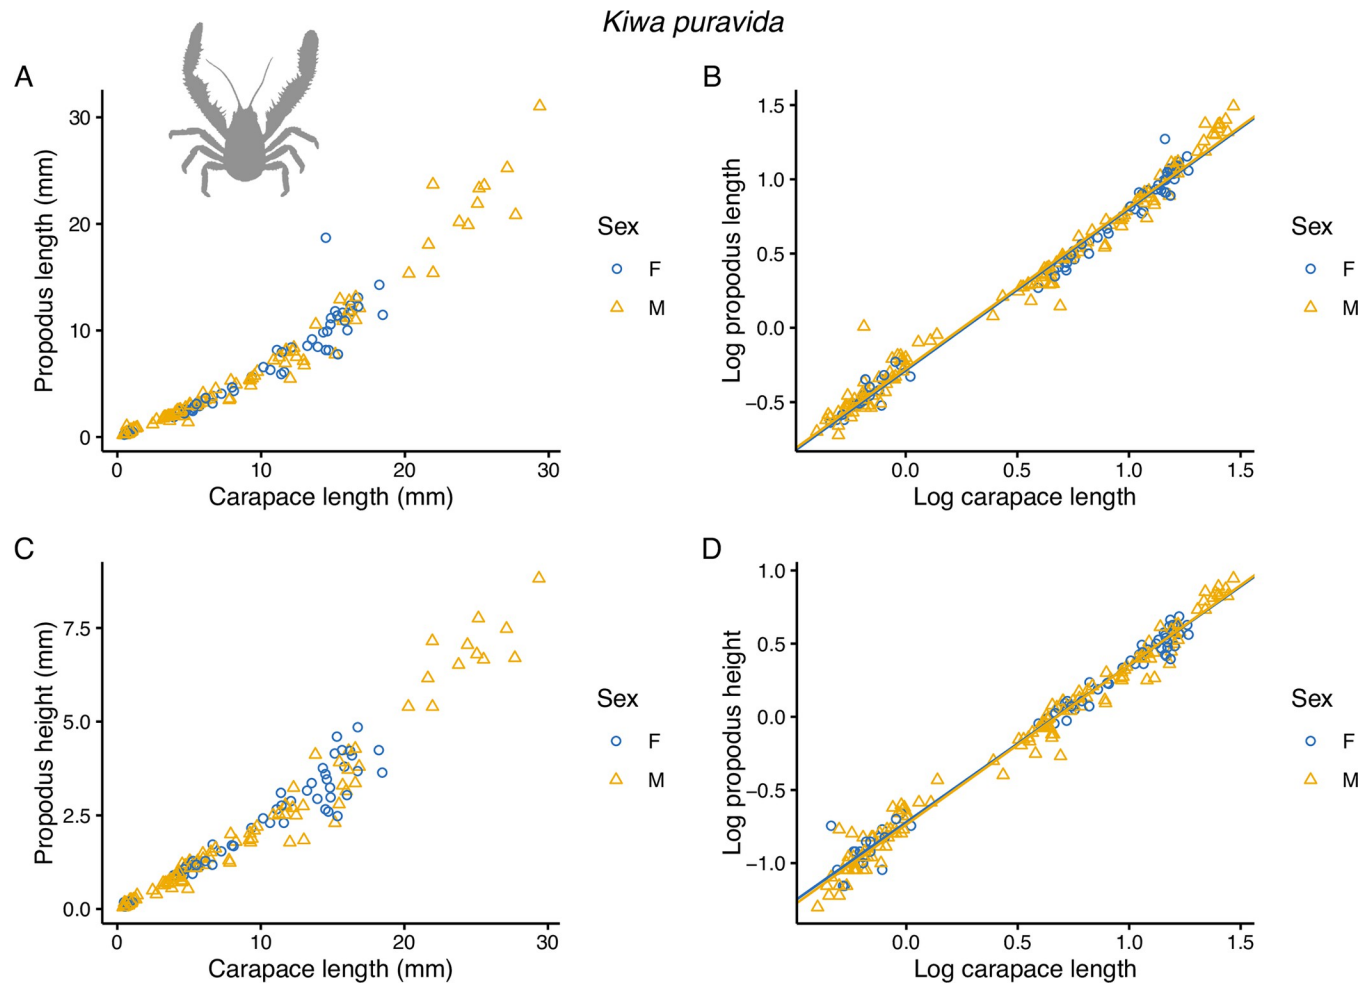 Kiwa puravida
A
Propodus length (mm)
30
20
10
0
0 10 20 30
Carapace length (mm)
Sex
F
M
B
Log propodus length
1.5
1.0
0.5
0.0
−0.5
0.0 0.5 1.0 1.5
Log carapace length
Sex
F
M
C
Propodus height (mm)
7.5
5.0
2.5
0.0
0 10 20 30
Carapace length (mm)
Sex
F
M
D
Log propodus height
1.0
0.5
0.0
−0.5
−1.0
0.0 0.5 1.0 1.5
Log carapace length
Sex
F
M